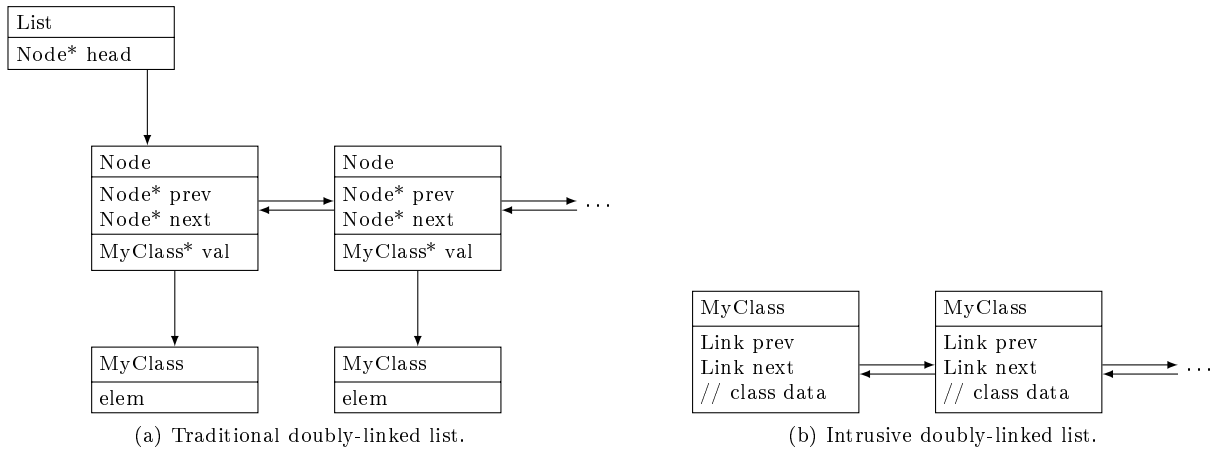 List
Node* head
Node
Node* prev
Node* next
MyClass* val
Node
Node* prev
Node* next
MyClass* val
...
MyClass
elem
MyClass
elem
(a) Traditional doubly-linked list.
MyClass
Link prev
Link next
// class data
MyClass
Link prev
Link next
// class data
...
(b) Intrusive doubly-linked list.